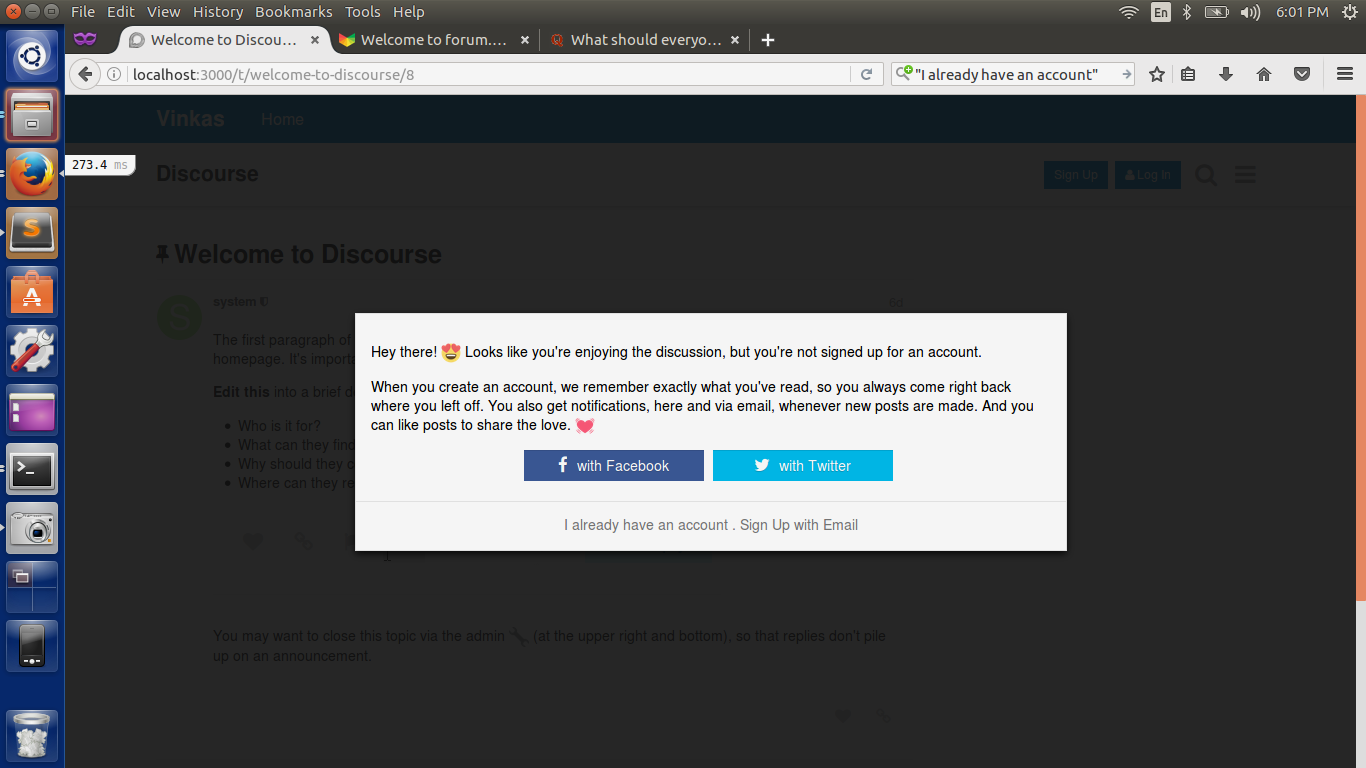 File Edit View History Bookmarks Tools Help
En
6:01 PM
Welcome to Discou...
Welcome to forum....
What should everyo...
localhost:3000/t/welcome-to-discourse/8
"I already have an account"
Vinkas
Home
273.4 ms
Discourse
Sign Up
Log In
Welcome to Discourse
S
system
6d
The first paragraph of
homepage. It's importa
Edit this into a brief d
Who is it for?
What can they find
Why should they c
Where can they re
Hey there! 😍 Looks like you're enjoying the discussion, but you're not signed up for an account.
When you create an account, we remember exactly what you've read, so you always come right back
where you left off. You also get notifications, here and via email, whenever new posts are made. And you
can like posts to share the love. 💓
with Facebook
with Twitter
I already have an account . Sign Up with Email
You may want to close this topic via the admin 🔧 (at the upper right and bottom), so that replies don't pile
up on an announcement.